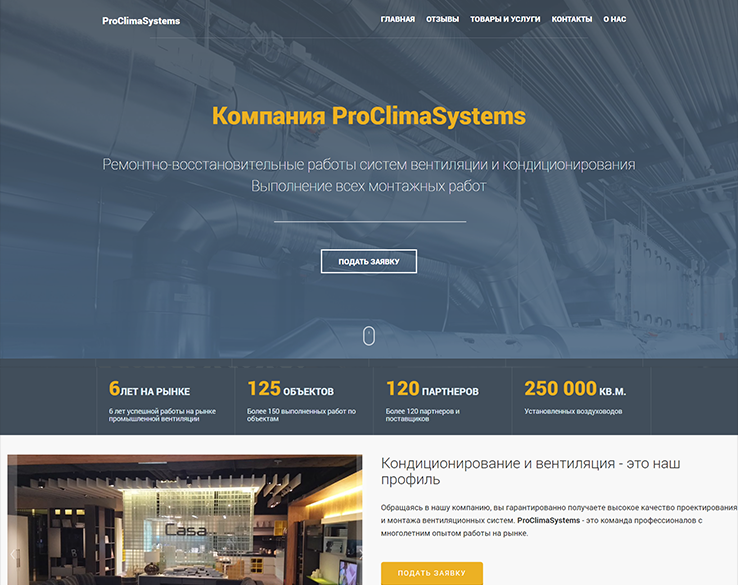 ProClimaSystems
ГЛАВНАЯ ОТЗЫВЫ ТОВАРЫ И УСЛУГИ КОНТАКТЫ О НАС
Компания ProClimaSystems
Ремонтно-восстановительные работы систем вентиляции и кондиционирования
Выполнение всех монтажных работ
ПОДАТЬ ЗАЯВКУ
6 ЛЕТ НА РЫНКЕ
6 лет успешной работы на рынке
промышленной вентиляции
125 ОБЪЕКТОВ
Более 150 выполненных работ по
объектам
120 ПАРТНЕРОВ
Более 120 партнеров и
поставщиков
250 000 КВ.М.
Установленных воздуховодов
Casa
Кондиционирование и вентиляция - это наш
профиль
Обращаясь в нашу компанию, вы гарантированно получаете высокое качество проектирования
и монтажа вентиляционных систем. ProClimaSystems - это команда профессионалов с
многолетним опытом работы на рынке.
ПОДАТЬ ЗАЯВКУ